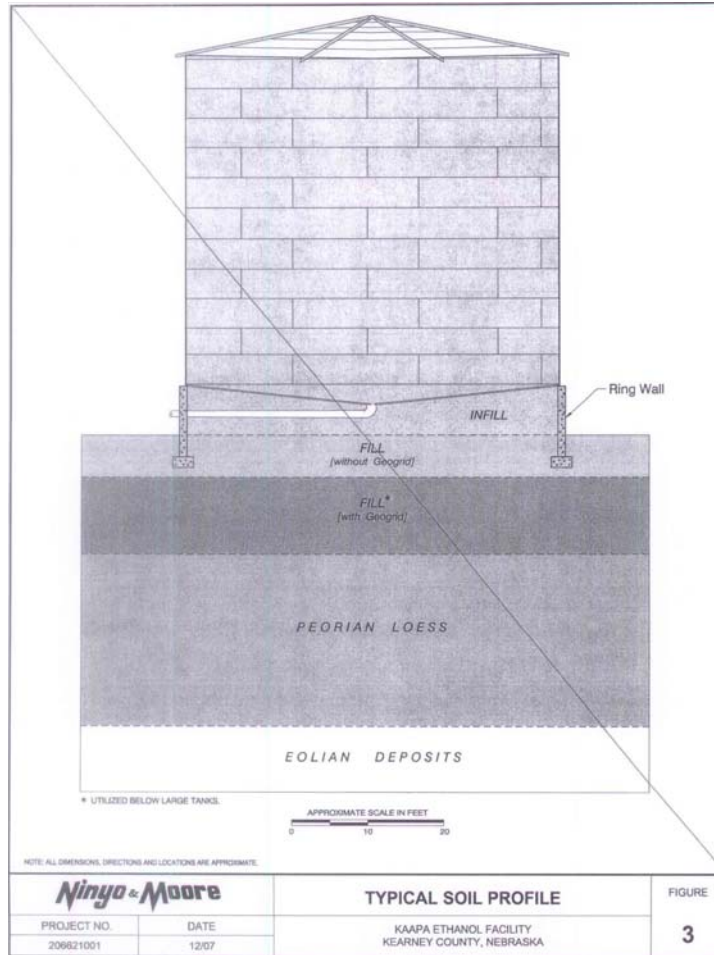 Ring Wall
INFILL
FILL
[without Geogrid]
FILL*
[with Geogrid]
PEORIAN LOESS
EOLIAN DEPOSITS
* UTILIZED BELOW LARGE TANKS.
APPROXIMATE SCALE IN FEET
0 10 20
NOTE: ALL DIMENSIONS, DIRECTIONS AND LOCATIONS ARE APPROXIMATE.
Ninyo & Moore
PROJECT NO. DATE
206621001 12/07
TYPICAL SOIL PROFILE
KAAPA ETHANOL FACILITY
KEARNEY COUNTY, NEBRASKA
FIGURE
3